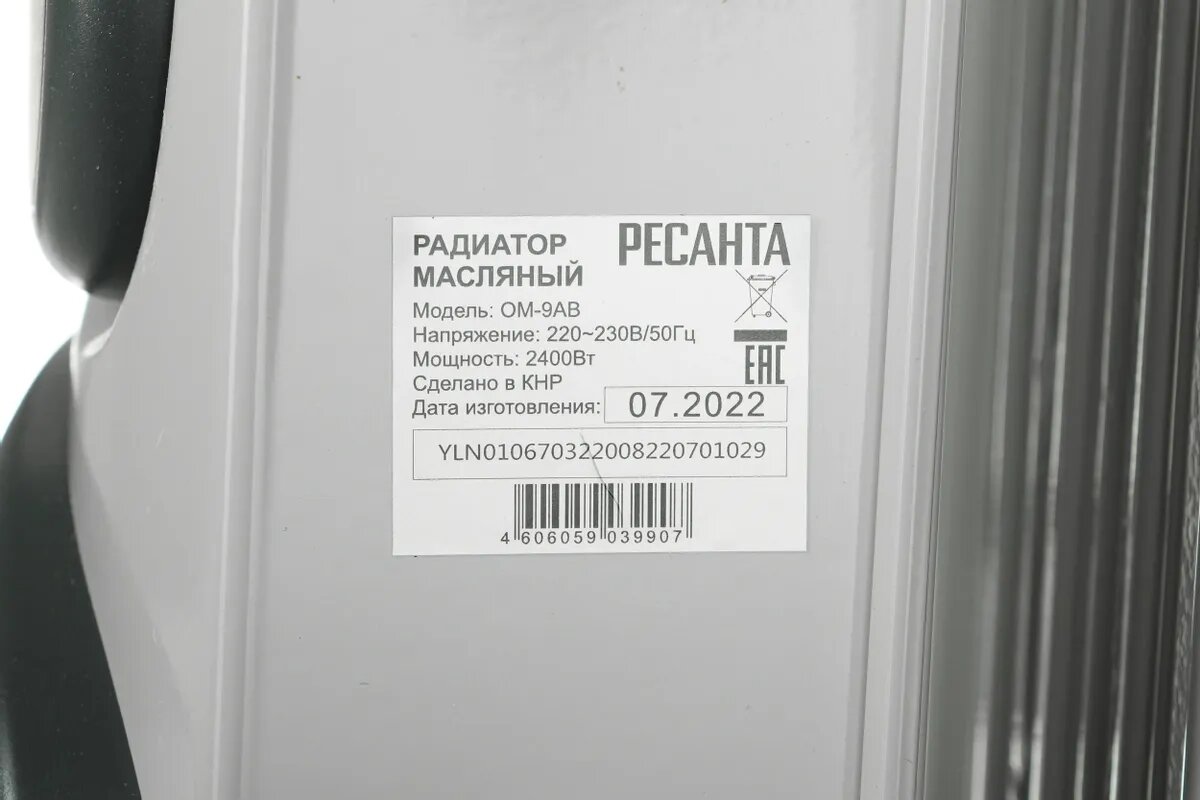 РАДИАТОР
МАСЛЯНЫЙ
РЕСАНТА
Модель: ОМ-9АВ
Напряжение: 220~230В/50Гц
Мощность: 2400Вт
Сделано в КНР
Дата изготовления: 07.2022
EAC
YLN010670322008220701029
4 606059 039907